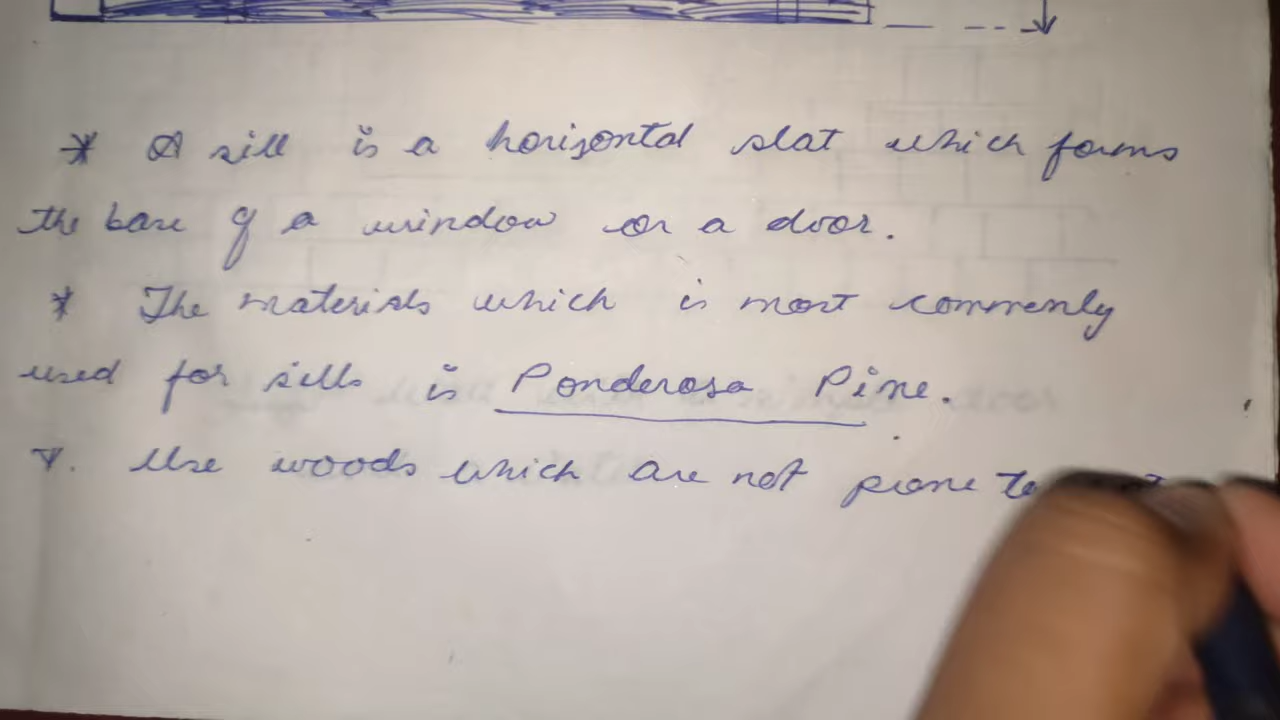 * A sill is a horizontal slat which forms
the base of a window or a door.
* The materials which is most commenly
used for sills is Ponderosa Pine.
*. Use woods which are not prone to